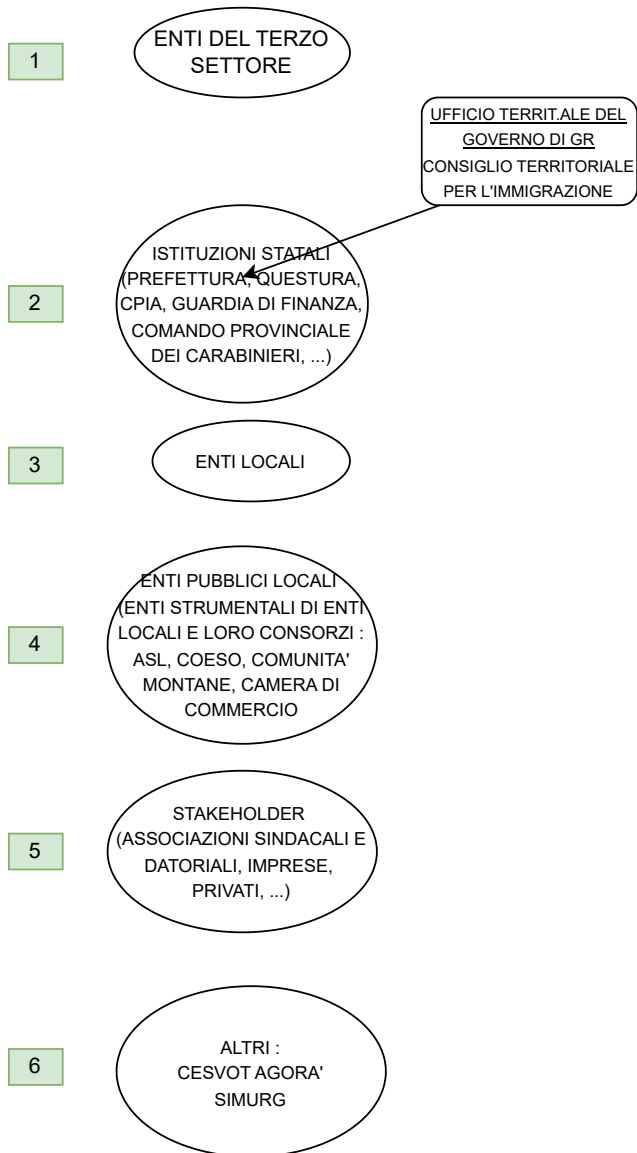 1
ENTI DEL TERZO
SETTORE
UFFICIO TERRIT.ALE DEL
GOVERNO DI GR
CONSIGLIO TERRITORIALE
PER L'IMMIGRAZIONE
2
ISTITUZIONI STATALI
(PREFETTURA, QUESTURA,
CPIA, GUARDIA DI FINANZA,
COMANDO PROVINCIALE
DEI CARABINIERI, ...)
3
ENTI LOCALI
4
ENTI PUBBLICI LOCALI
(ENTI STRUMENTALI DI ENTI
LOCALI E LORO CONSORZI :
ASL, COESO, COMUNITA'
MONTANE, CAMERA DI
COMMERCIO
5
STAKEHOLDER
(ASSOCIAZIONI SINDACALI E
DATORIALI, IMPRESE,
PRIVATI, ...)
6
ALTRI :
CESVOT AGORA'
SIMURG